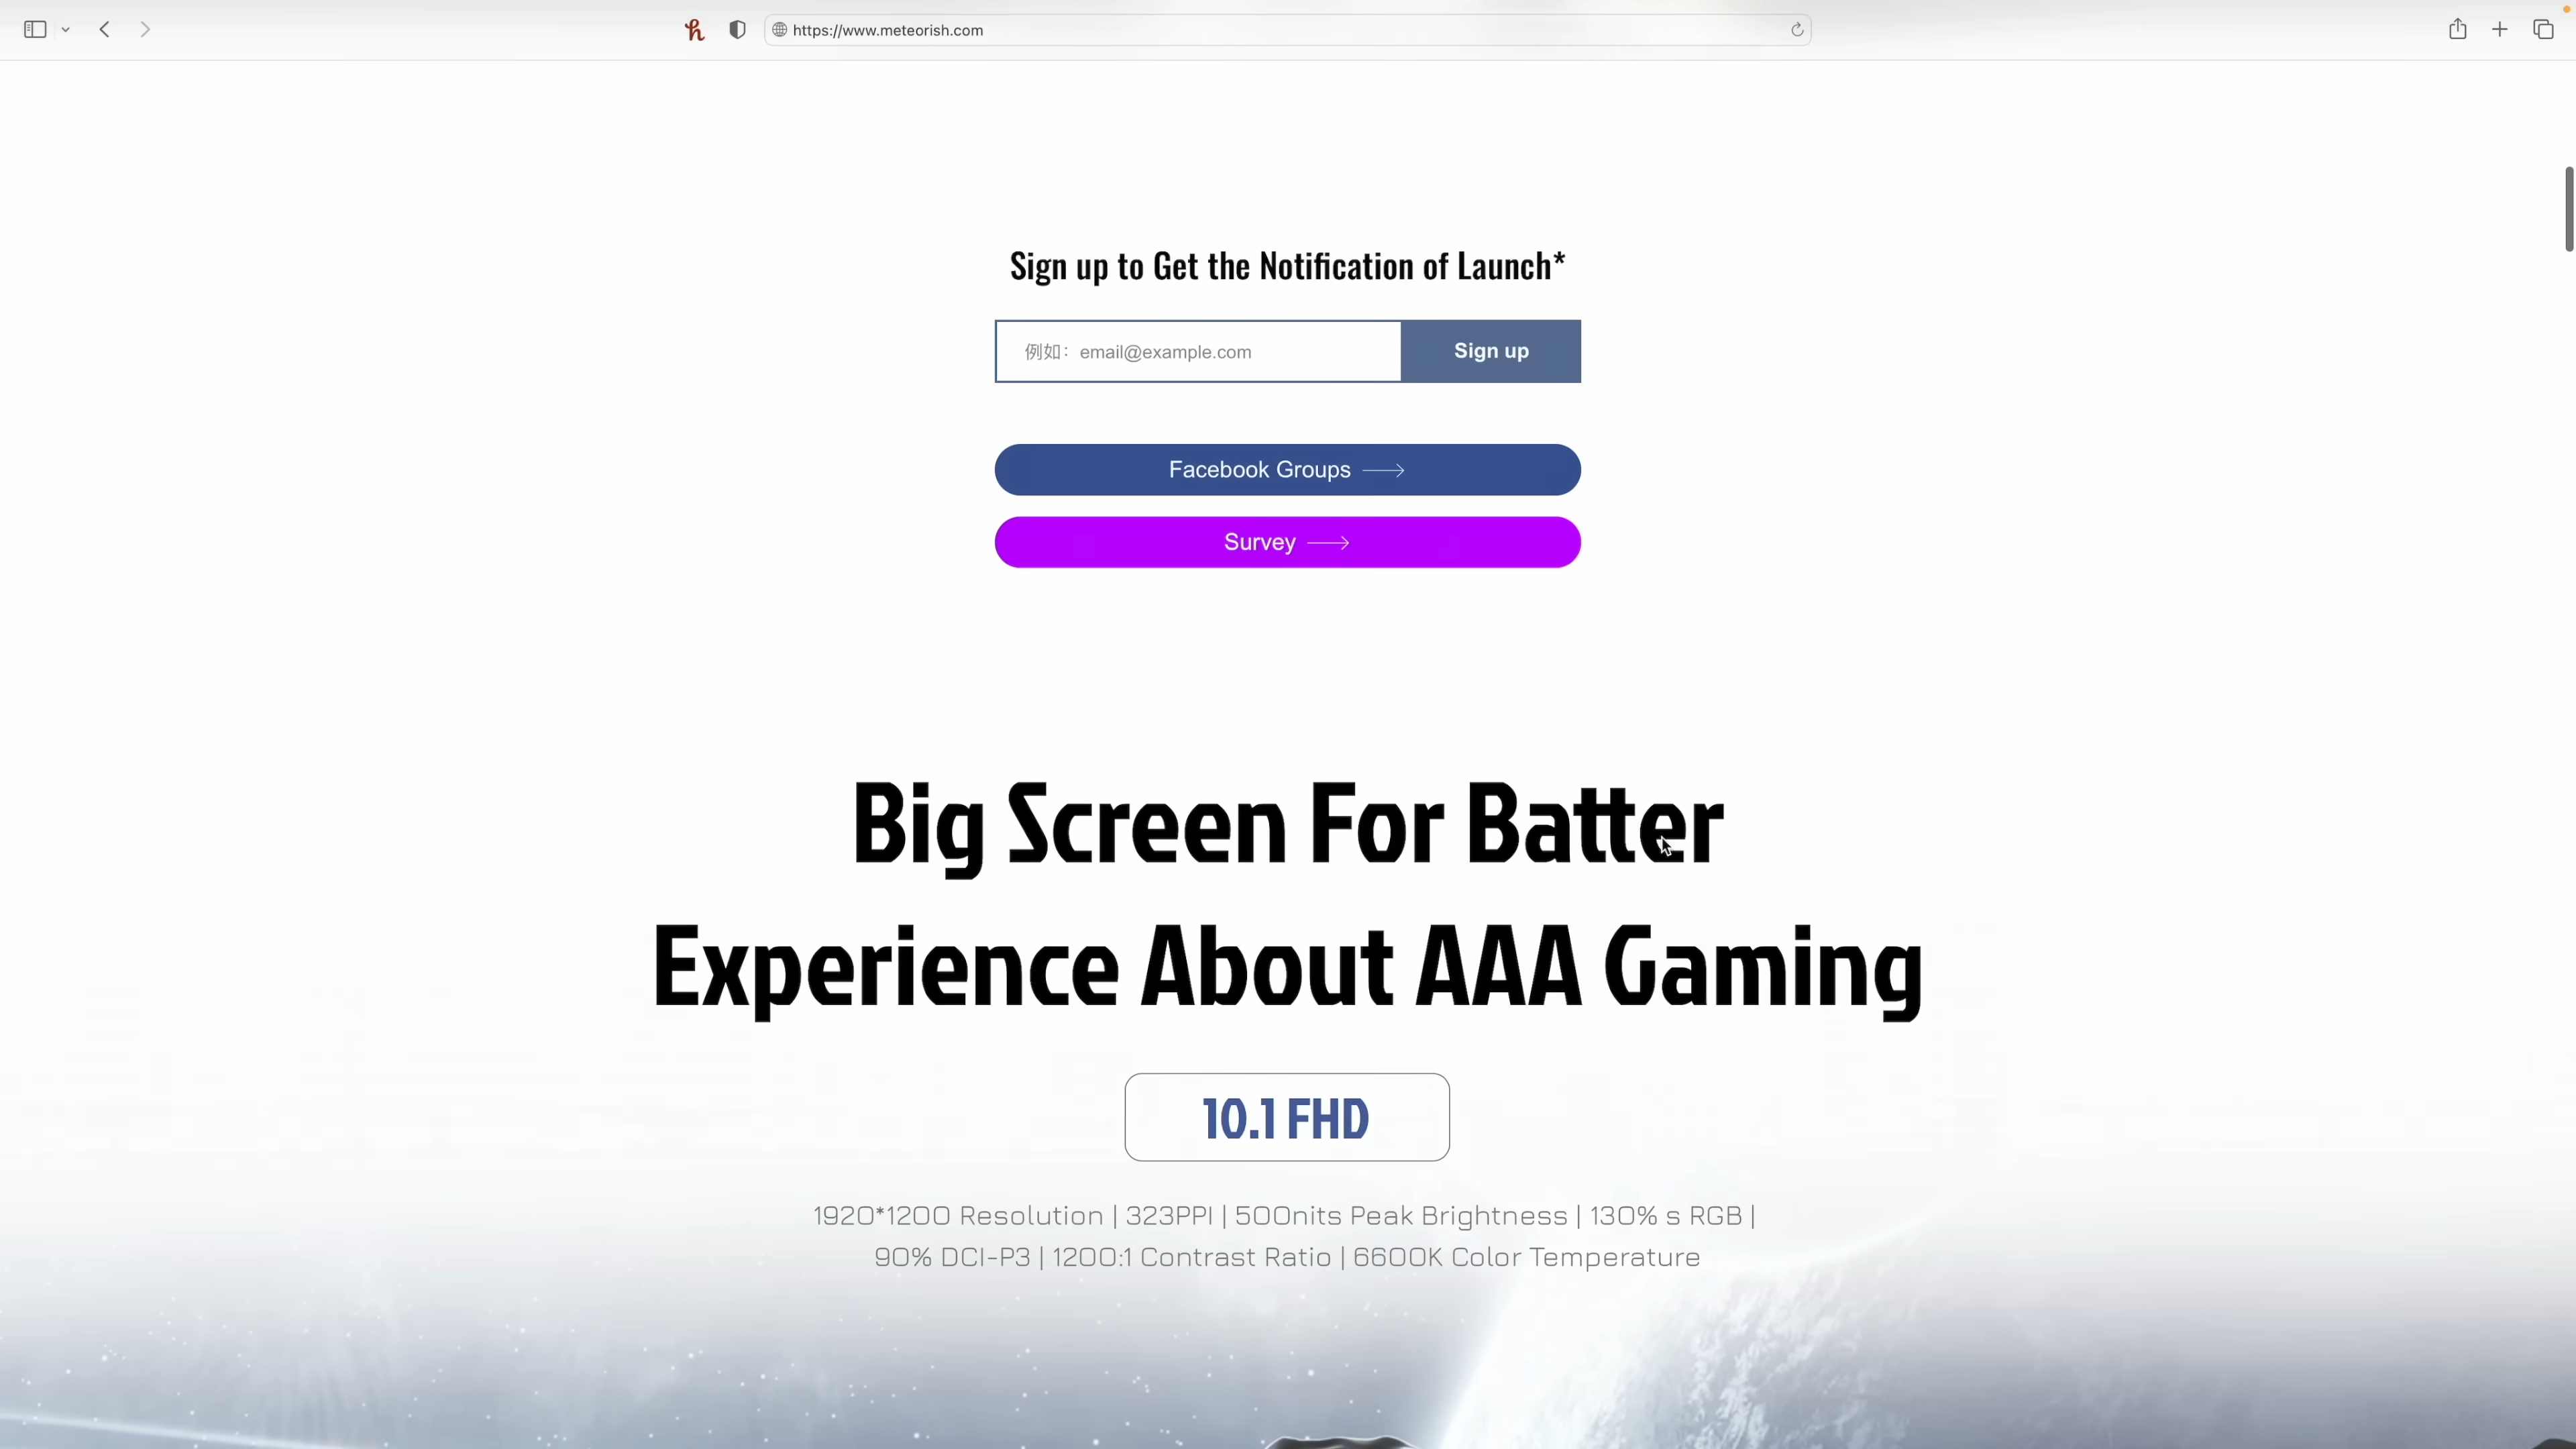 https://www.meteorish.com
Sign up to Get the Notification of Launch*
例如：email@example.com
Sign up
Facebook Groups
Survey
Big Screen For Batter
Experience About AAA Gaming
10.1 FHD
1920*1200 Resolution | 323PPI | 500nits Peak Brightness | 130% s RGB |
90% DCI-P3 | 1200:1 Contrast Ratio | 6600K Color Temperature